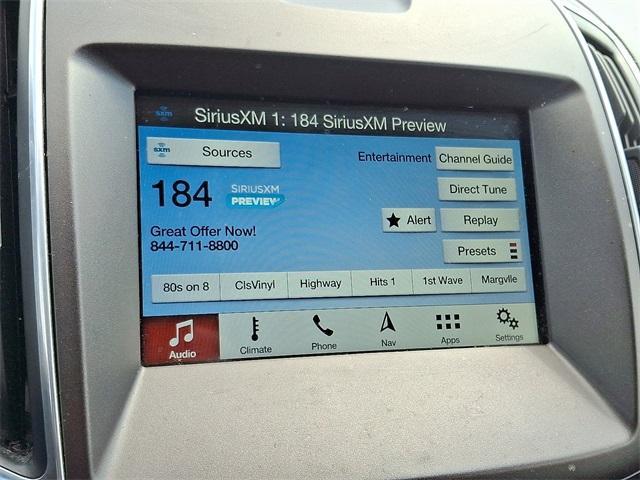 sxm SiriusXM 1: 184 SiriusXM Preview
sxm Sources
Entertainment Channel Guide
184 SIRIUSXM PREVIEW
Direct Tune
★ Alert Replay
Great Offer Now!
844-711-8800
Presets
80s on 8 ClsVinyl Highway Hits 1 1st Wave Margvlle
Audio Climate Phone Nav Apps Settings